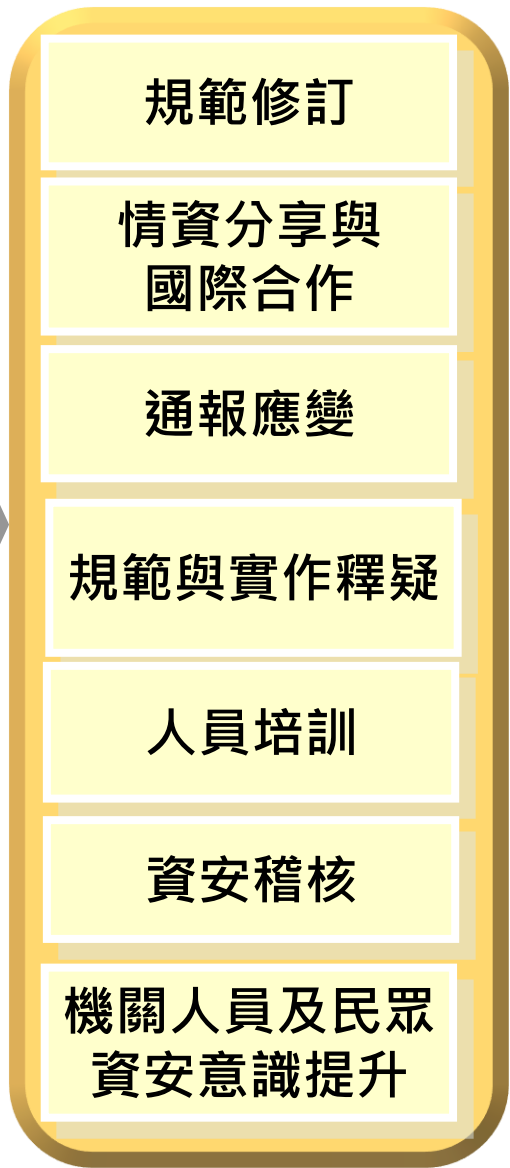 規範修訂
情資分享與
國際合作
通報應變
規範與實作釋疑
人員培訓
資安稽核
機關人員及民眾
資安意識提升